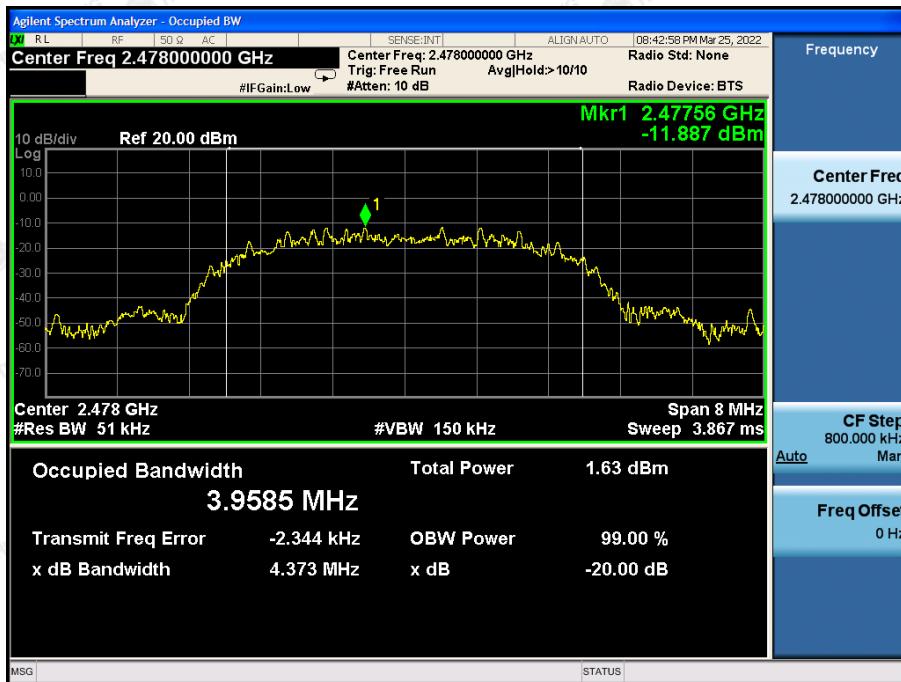 Agilent Spectrum Analyzer - Occupied BW
LXI RL RF 50 Ω AC SENSE:INT ALIGN AUTO 08:42:58 PM Mar 25, 2022
Center Freq 2.478000000 GHz
Center Freq: 2.478000000 GHz
Radio Std: None
Trig: Free Run Avg|Hold:> 10/10
#IFGain:Low
#Atten: 10 dB
Radio Device: BTS
Mkr1 2.47756 GHz
-11.887 dBm
10 dB/div Ref 20.00 dBm
Log
10.0
0.00
-10.0
-20.0
-30.0
-40.0
-50.0
-60.0
-70.0
1
Center 2.478 GHz Span 8 MHz
#Res BW 51 kHz #VBW 150 kHz Sweep 3.867 ms
Occupied Bandwidth Total Power 1.63 dBm
3.9585 MHz
Transmit Freq Error -2.344 kHz OBW Power 99.00 %
x dB Bandwidth 4.373 MHz x dB -20.00 dB
MSG STATUS
Frequency
Center Freq
2.478000000 GHz
CF Step
800.000 kHz
Auto Man
Freq Offset
0 Hz